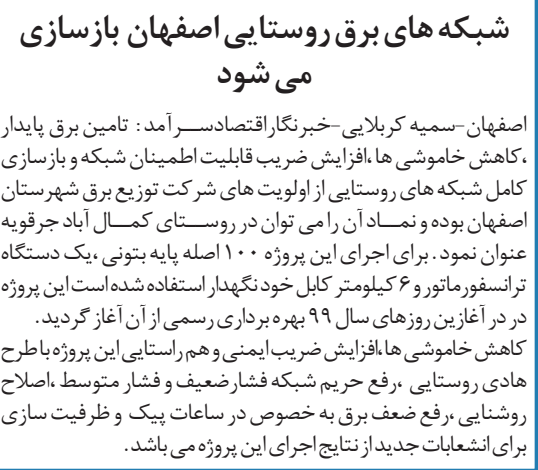 شبکه های برق روستایی اصفهان بازسازی
می شود
اصفهان-سمیه کربلایی-خبرنگاراقتصادسرآمد: تامین برق پایدار
،کاهش خاموشی ها،افزایش ضریب قابلیت اطمینان شبکه و بازسازی
کامل شبکه های روستایی از اولویت های شرکت توزیع برق شهرستان
اصفهان بوده و نماد آن را می توان در روستای کمال آباد جرقویه
عنوان نمود. برای اجرای این پروژه ۱۰۰ اصله پایه بتونی ،یک دستگاه
ترانسفورماتور و ۶ کیلومتر کابل خود نگهدار استفاده شده است این پروژه
در در آغازین روزهای سال ۹۹ بهره برداری رسمی از آن آغاز گردید.
کاهش خاموشی ها،افزایش ضریب ایمنی و هم راستایی این پروژه با طرح
هادی روستایی ،رفع حریم شبکه فشارضعیف و فشار متوسط ،اصلاح
روشنایی ،رفع ضعف برق به خصوص در ساعات پیک و ظرفیت سازی
برای انشعابات جدید از نتایج اجرای این پروژه می باشد.